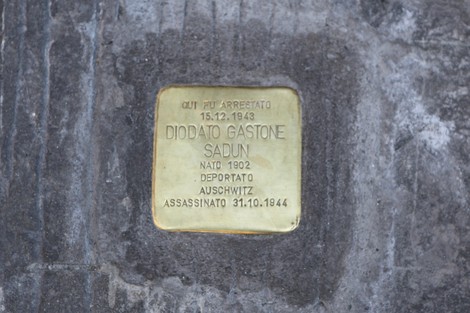 QUI FU ARRESTATO
15.12.1943
DIODATO GASTONE
SADUN
NATO 1902
DEPORTATO
AUSCHWITZ
ASSASSINATO 31.10.1944